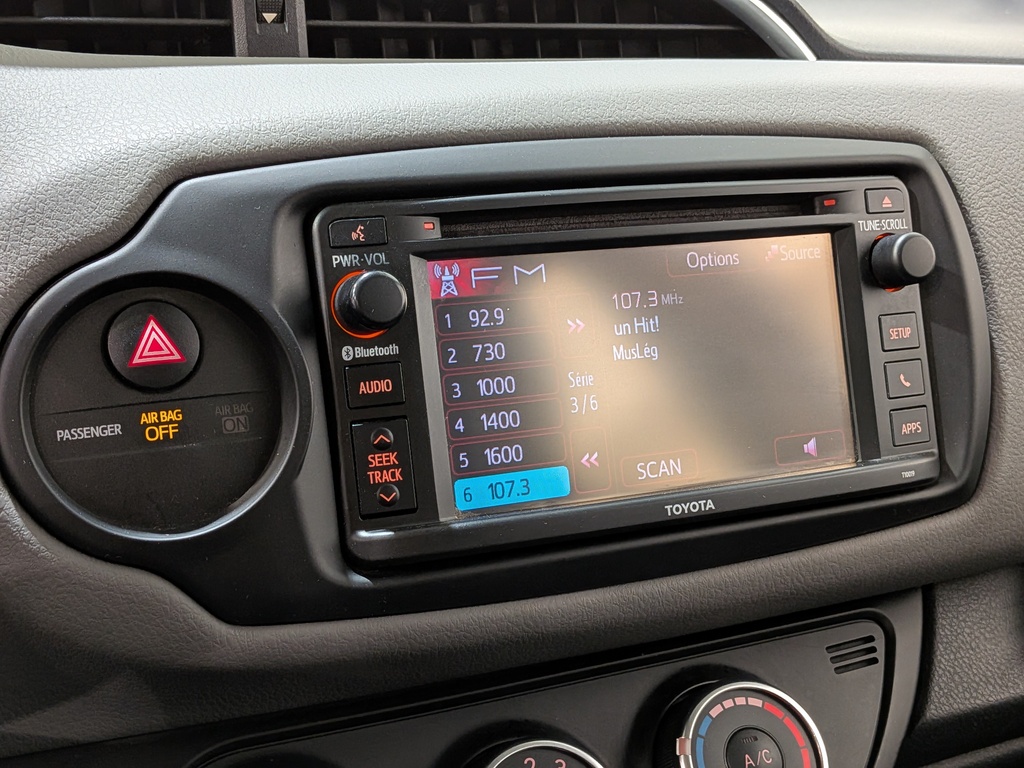 PWR·VOL
TUNE·SCROLL
FM
Options
Source
1 92.9
2 730
3 1000
4 1400
5 1600
6 107.3
107.3 MHz
un Hit!
MusLég
Série
3/6
SCAN
Bluetooth
AUDIO
SEEK
TRACK
SETUP
APPS
TOYOTA
PASSENGER
AIR BAG
OFF
AIR BAG
ON
2 3
A/C